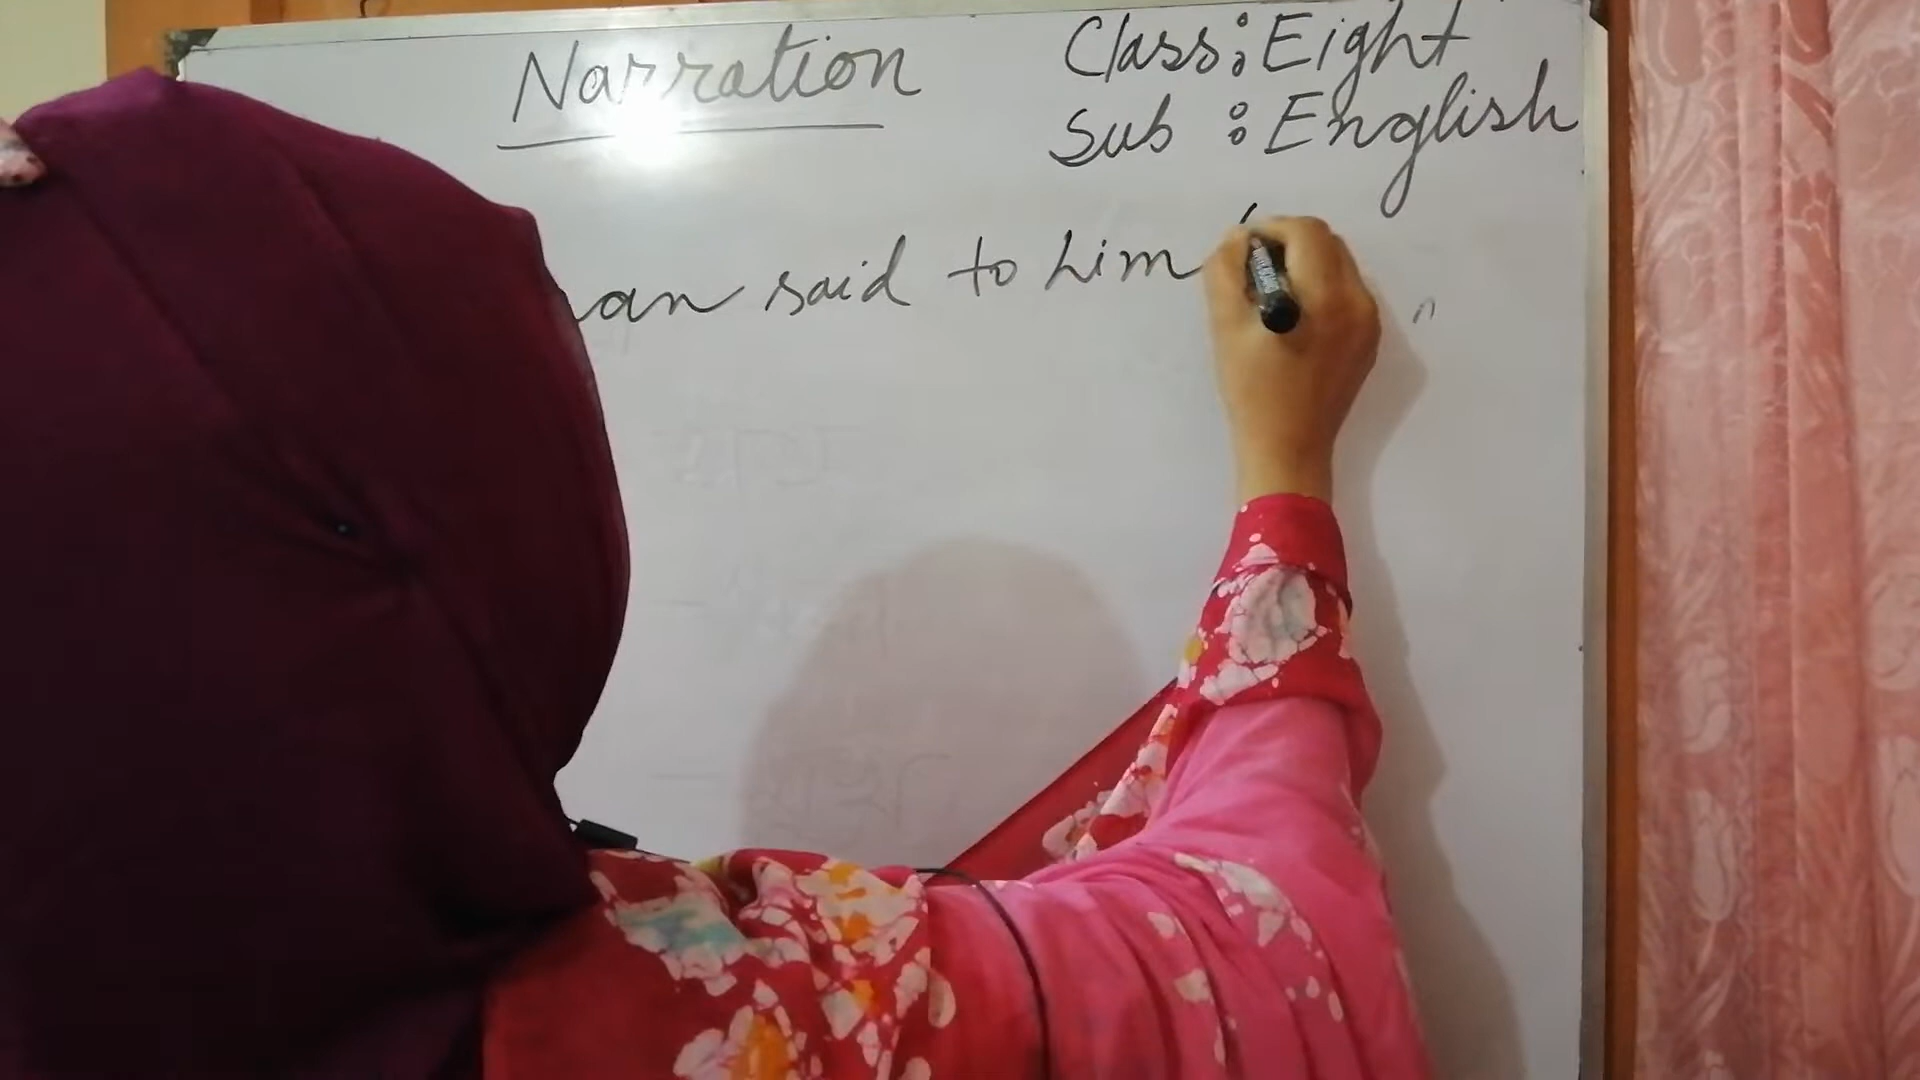 Narration
Class: Eight
Sub : English
said to him